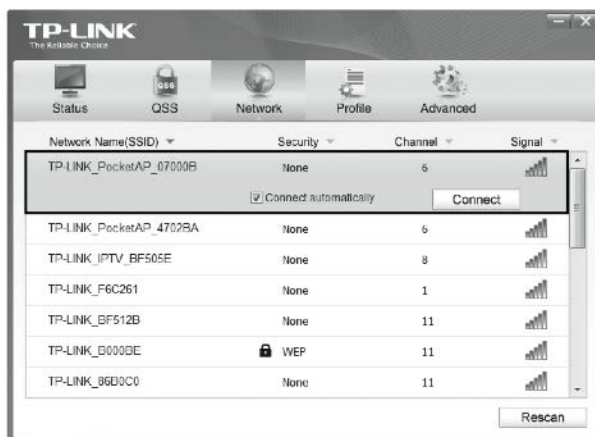 TP-LINK
The Reliable Choice
QSS
Status QSS Network Profile Advanced
Network Name(SSID) Security Channel Signal
TP-LINK_PocketAP_07000B None 6
Connect automatically Connect
TP-LINK_PocketAP_4702BA None 6
TP-LINK_IPTV_BF505E None 8
TP-LINK_F6C261 None 1
TP-LINK_BF512B None 11
TP-LINK_B000BE WEP 11
TP-LINK_86B0C0 None 11
Rescan